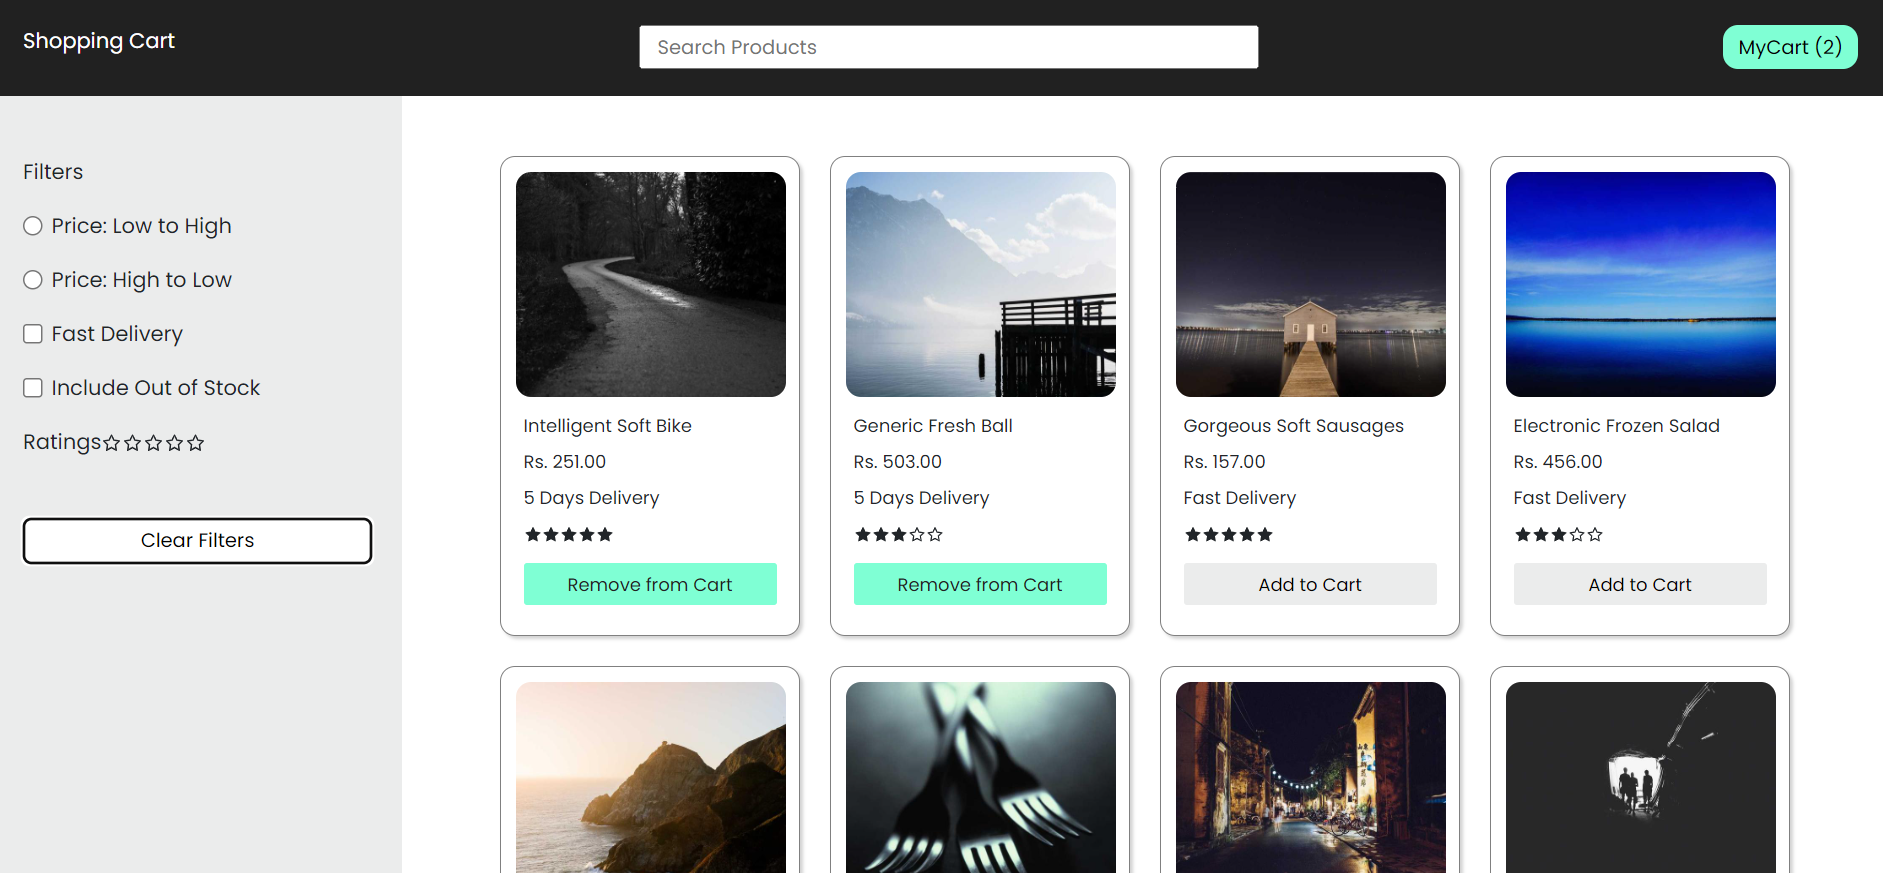 Shopping Cart
Search Products
MyCart (2)
Filters
Price: Low to High
Price: High to Low
Fast Delivery
Include Out of Stock
Ratings
Clear Filters
Intelligent Soft Bike
Rs. 251.00
5 Days Delivery
Remove from Cart
Generic Fresh Ball
Rs. 503.00
5 Days Delivery
Remove from Cart
Gorgeous Soft Sausages
Rs. 157.00
Fast Delivery
Add to Cart
Electronic Frozen Salad
Rs. 456.00
Fast Delivery
Add to Cart